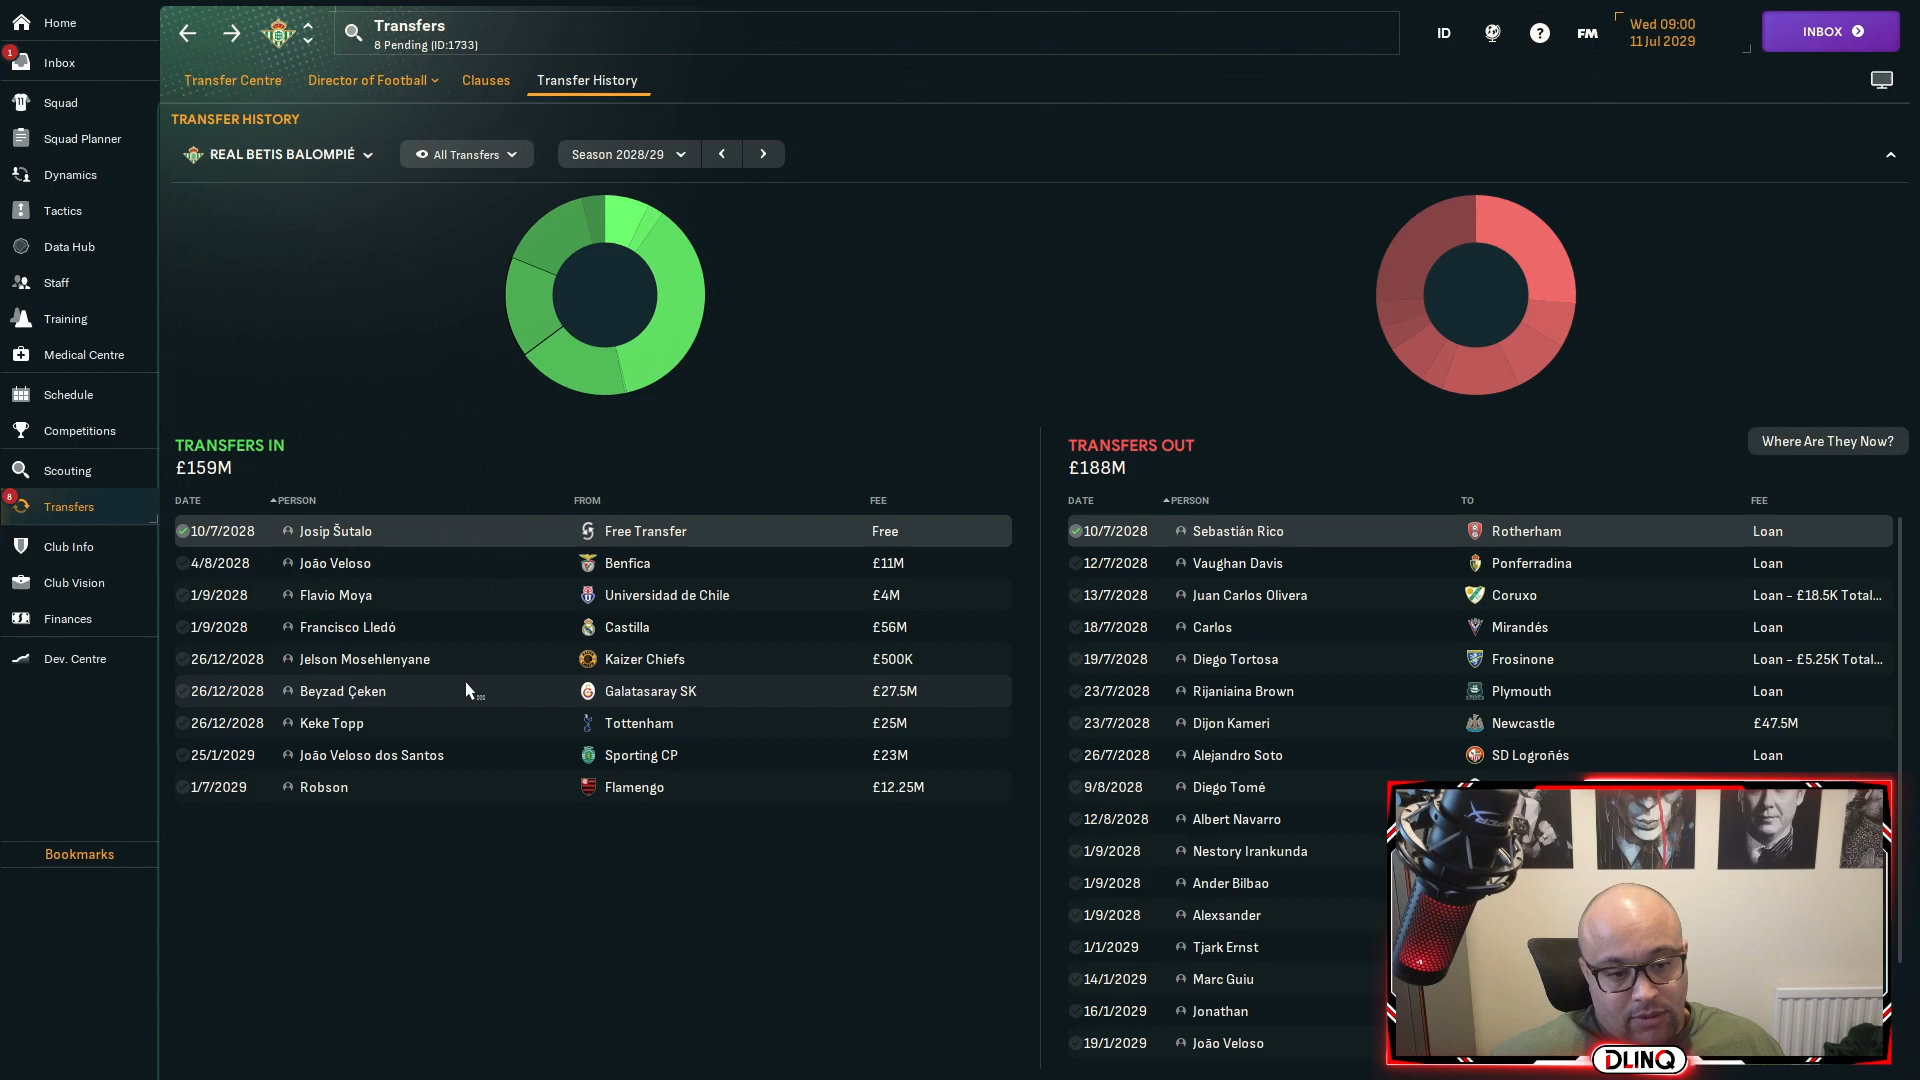 Home
1
Inbox
Squad
Squad Planner
Dynamics
Tactics
Data Hub
Staff
Training
Medical Centre
Schedule
Competitions
Scouting
8
Transfers
Club Info
Club Vision
Finances
Dev. Centre
Bookmarks
Transfers
8 Pending (ID:1733)
ID
?
FM
Wed 09:00
11 Jul 2029
INBOX
Transfer Centre Director of Football Clauses Transfer History
TRANSFER HISTORY
REAL BETIS BALOMPIÉ All Transfers Season 2028/29
TRANSFERS IN
£159M
DATE PERSON FROM FEE
10/7/2028 Josip Šutalo Free Transfer Free
4/8/2028 João Veloso Benfica £11M
1/9/2028 Flavio Moya Universidad de Chile £4M
1/9/2028 Francisco Lledó Castilla £56M
26/12/2028 Jelson Mosehlenyane Kaizer Chiefs £500K
26/12/2028 Beyzad Çeken Galatasaray SK £27.5M
26/12/2028 Keke Topp Tottenham £25M
25/1/2029 João Veloso dos Santos Sporting CP £23M
1/7/2029 Robson Flamengo £12.25M
TRANSFERS OUT
£188M
Where Are They Now?
DATE PERSON TO FEE
10/7/2028 Sebastián Rico Rotherham Loan
12/7/2028 Vaughan Davis Ponferradina Loan
13/7/2028 Juan Carlos Olivera Coruxo Loan - £18.5K Total...
18/7/2028 Carlos Mirandés Loan
19/7/2028 Diego Tortosa Frosinone Loan - £5.25K Total...
23/7/2028 Rijaniaina Brown Plymouth Loan
23/7/2028 Dijon Kameri Newcastle £47.5M
26/7/2028 Alejandro Soto SD Logroñés Loan
9/8/2028 Diego Tomé
12/8/2028 Albert Navarro
1/9/2028 Nestory Irankunda
1/9/2028 Ander Bilbao
1/9/2028 Alexsander
1/1/2029 Tjark Ernst
14/1/2029 Marc Guiu
16/1/2029 Jonathan
19/1/2029 João Veloso
DLINQ